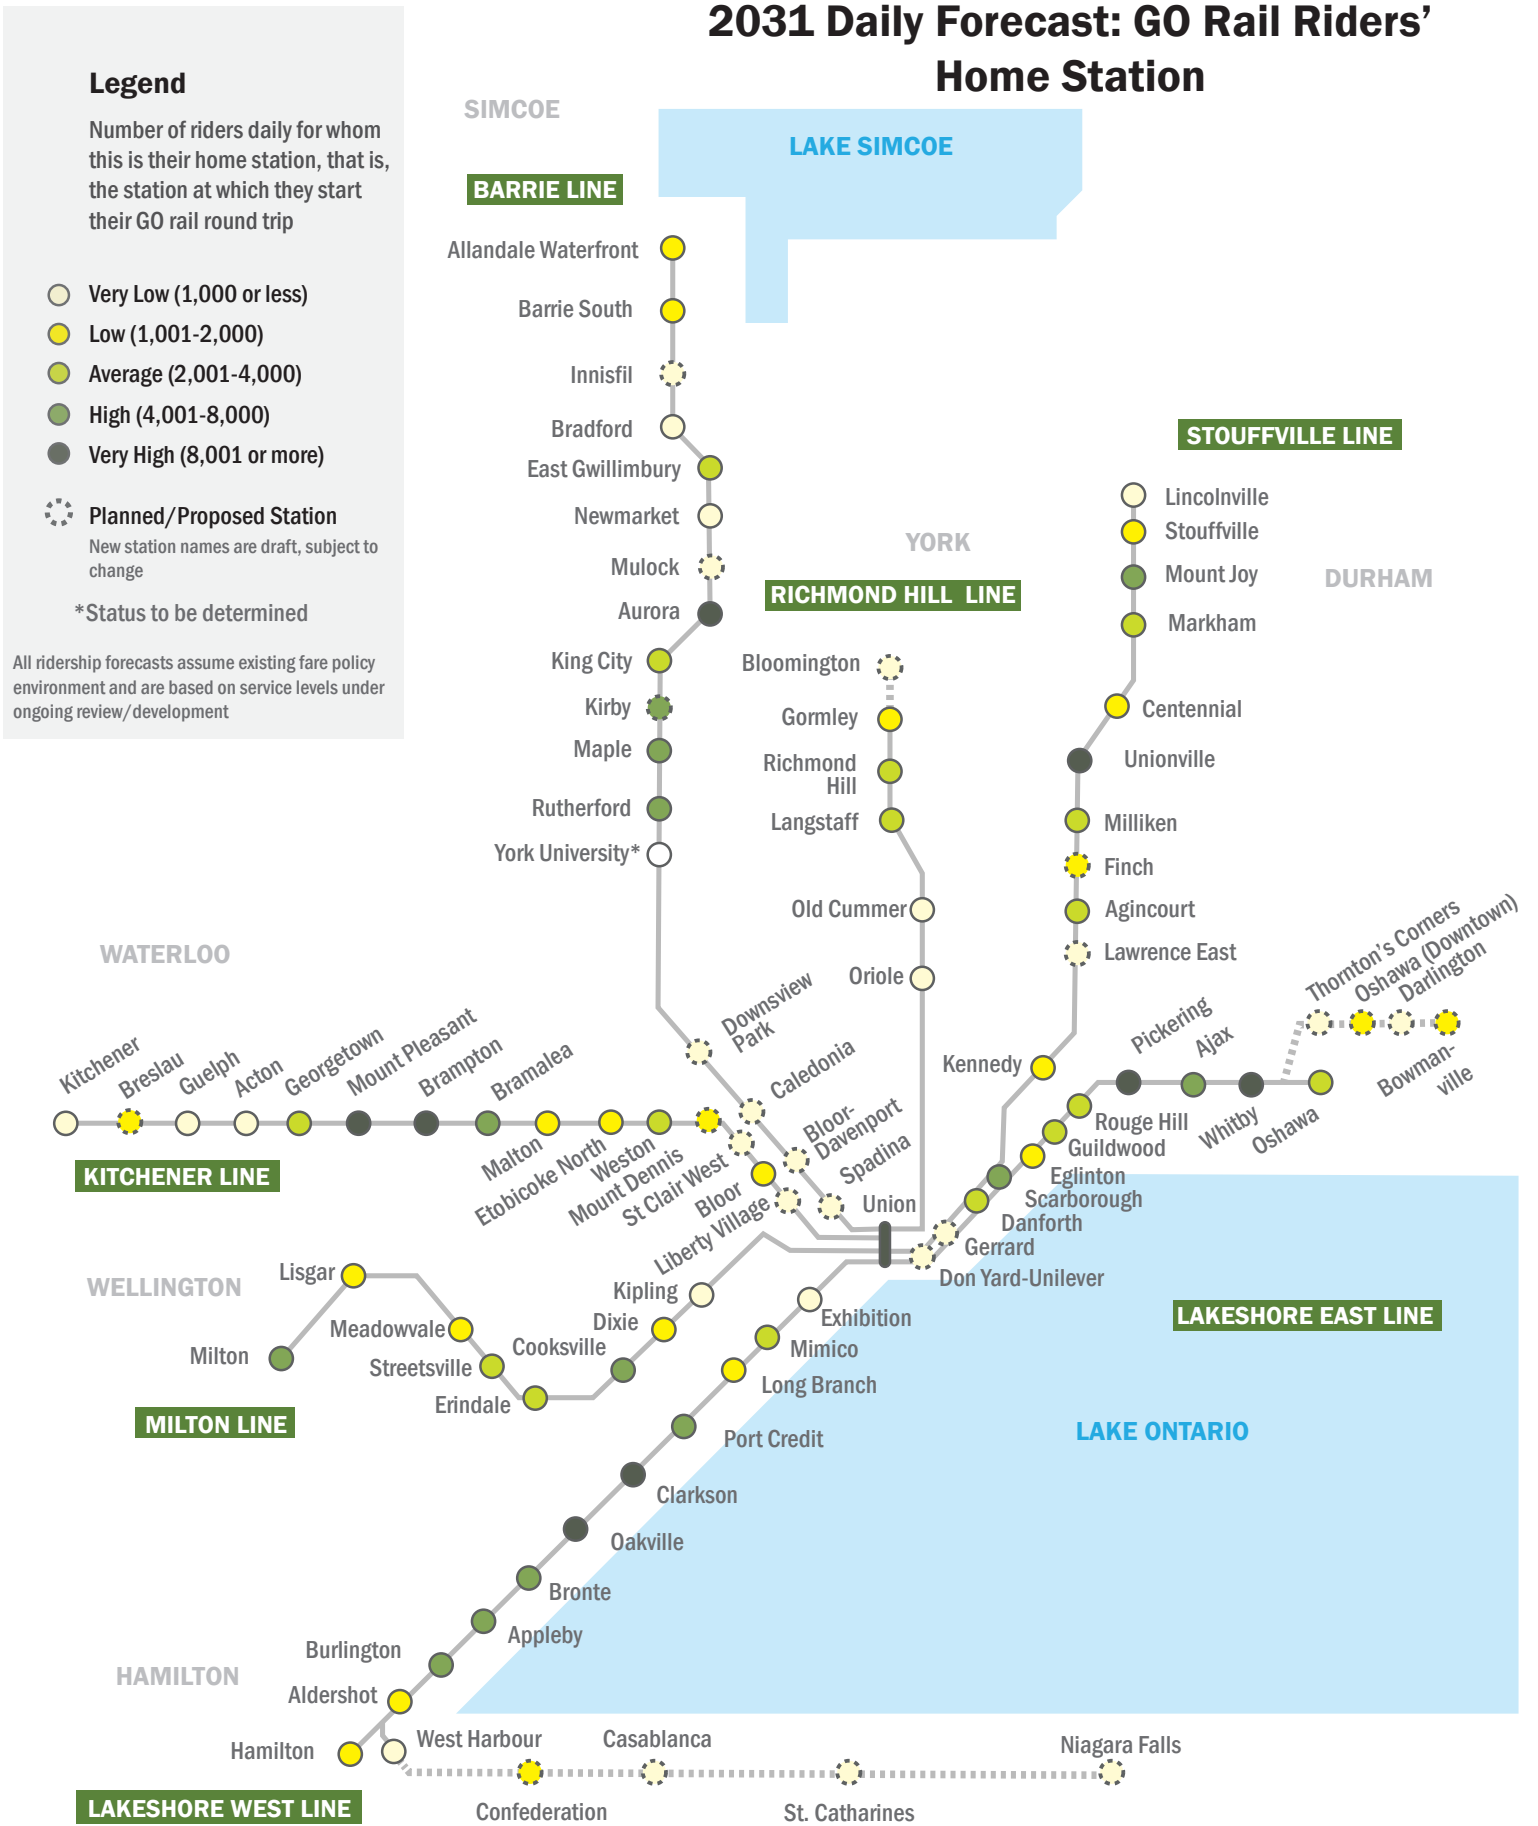 2031 Daily Forecast: GO Rail Riders’
Home Station
Legend
Number of riders daily for whom
this is their home station, that is,
the station at which they start
their GO rail round trip
Very Low (1,000 or less)
Low (1,001-2,000)
Average (2,001-4,000)
High (4,001-8,000)
Very High (8,001 or more)
Planned/Proposed Station
New station names are draft, subject to
change
*Status to be determined
All ridership forecasts assume existing fare policy
environment and are based on service levels under
ongoing review/development
SIMCOE
LAKE SIMCOE
BARRIE LINE
Allandale Waterfront
Barrie South
Innisfil
Bradford
East Gwillimbury
Newmarket
Mulock
Aurora
King City
Kirby
Maple
Rutherford
York University*
Downsview
Park
Caledonia
Bloor-
Davenport
Spadina
YORK
RICHMOND HILL LINE
Bloomington
Gormley
Richmond
Hill
Langstaff
Old Cummer
Oriole
STOUFFVILLE LINE
Lincolnville
Stouffville
Mount Joy
Markham
Centennial
Unionville
Milliken
Finch
Agincourt
Lawrence East
Kennedy
DURHAM
WATERLOO
Kitchener
Breslau
Guelph
Acton
Georgetown
Mount Pleasant
Brampton
Bramalea
Malton
Etobicoke North
Weston
Mount Dennis
St Clair West
Bloor
Liberty Village
KITCHENER LINE
Union
Thornton’s Corners
Oshawa (Downtown)
Darlington
Bowman-
ville
Pickering
Ajax
Whitby
Oshawa
Rouge Hill
Guildwood
Eglinton
Scarborough
Danforth
Gerrard
Don Yard-Unilever
LAKESHORE EAST LINE
WELLINGTON
Lisgar
Milton
Meadowvale
Streetsville
Erindale
Cooksville
Dixie
Kipling
MILTON LINE
Exhibition
Mimico
Long Branch
Port Credit
Clarkson
Oakville
Bronte
Appleby
Burlington
Aldershot
Hamilton
LAKE ONTARIO
HAMILTON
West Harbour
Casablanca
Niagara Falls
Confederation
St. Catharines
LAKESHORE WEST LINE